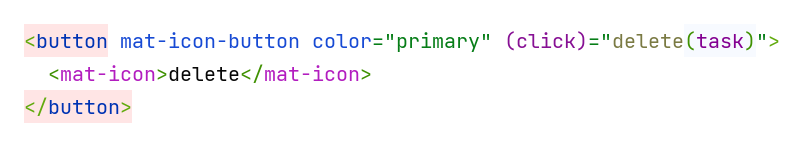 <button mat-icon-button color="primary" (click)="delete(task)">
  <mat-icon>delete</mat-icon>
</button>